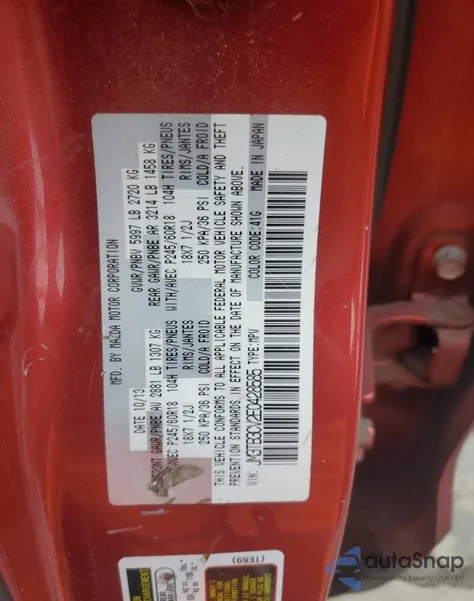 MFD. BY MAZDA MOTOR CORPORATION
DATE 10/13 GVWR/PNBV 5997 LB 2720 KG
FRONT GAWR/PNBE AV 2881 LB 1307 KG REAR GAWR/PNBE AR 3214 LB 1458 KG
WITH/AVEC P245/60R18 104H TIRES/PNEUS WITH/AVEC P245/60R18 104H TIRES/PNEUS
18X7 1/2J RIMS/JANTES 18X7 1/2J RIMS/JANTES
250 KPA/36 PSI COLD/A FROID 250 KPA/36 PSI COLD/A FROID
THIS VEHICLE CONFORMS TO ALL APPLICABLE FEDERAL MOTOR VEHICLE SAFETY AND THEFT
PREVENTION STANDARDS IN EFFECT ON THE DATE OF MANUFACTURE SHOWN ABOVE.
VIN: JM3TB3CV2E0428585 TYPE:MPV COLOR CODE:41G MADE IN JAPAN
(TE69)
autoSnap